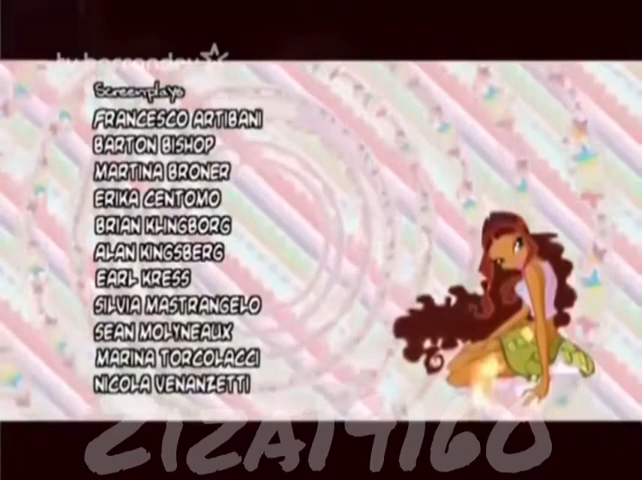 Screenplays
FRANCESCO ARTIBANI
BARTON BISHOP
MARTINA BRONER
ERIKA CENTOMO
BRIAN KLINGBORG
ALAN KINGSBERG
EARL KRESS
SILVIA MASTRANGELO
SEAN MOLYNEAUX
MARINA TORCOLACCI
NICOLA VENANZETTI